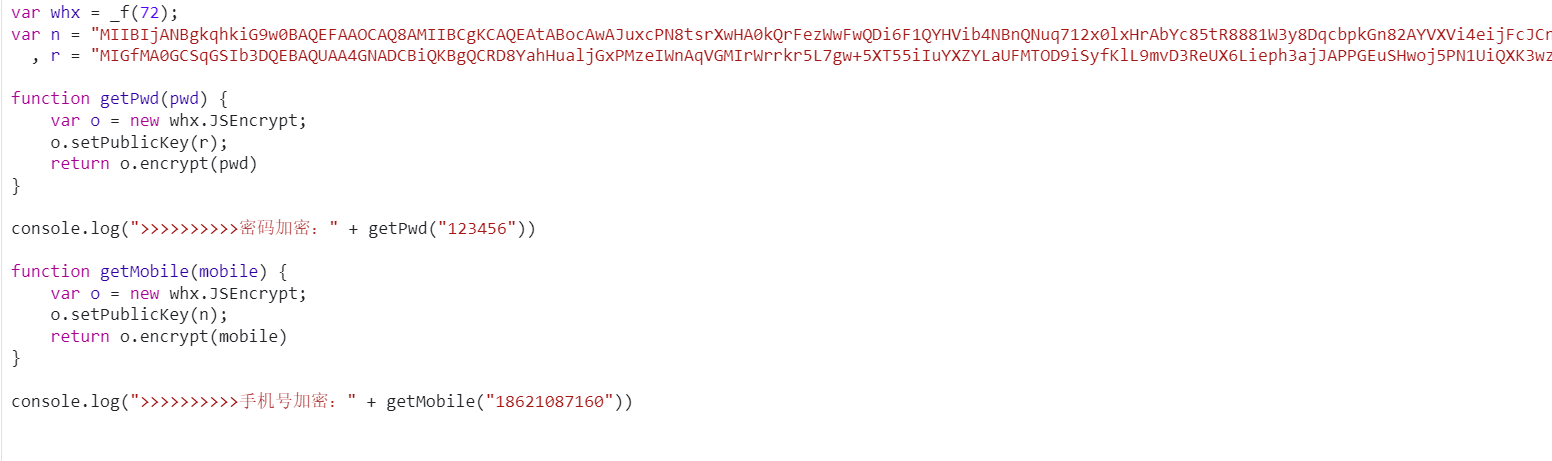 var whx = _f(72);
var n = "MIIBIjANBgkqhkiG9w0BAQEFAAOCAQ8AMIIBCgKCAQEAtABocAwAJuxcPN8tsrXwHA0kQrFezWwFwQDi6F1QYHVib4NBnQNuq712x0lxHrAbYc85tR8881W3y8DqcbpkGn82AYVXVi4eijFcJCr
, r = "MIGfMA0GCSqGSIb3DQEBAQUAA4GNADCBiQKBgQCRD8YahHualjGxPMzeIWnAqVGMIrWrrkr5L7gw+5XT55iIuYXZYLaUFMTOD9iSyfKlL9mvD3ReUX6Lieph3ajJAPPGEuSHwoj5PN1UiQXK3wz
function getPwd(pwd) {
var o = new whx.JSEncrypt;
o.setPublicKey(r);
return o.encrypt(pwd)
}
console.log(">>>>>>>>>>密码加密：" + getPwd("123456"))
function getMobile(mobile) {
var o = new whx.JSEncrypt;
o.setPublicKey(n);
return o.encrypt(mobile)
}
console.log(">>>>>>>>>>手机号加密：" + getMobile("18621087160"))